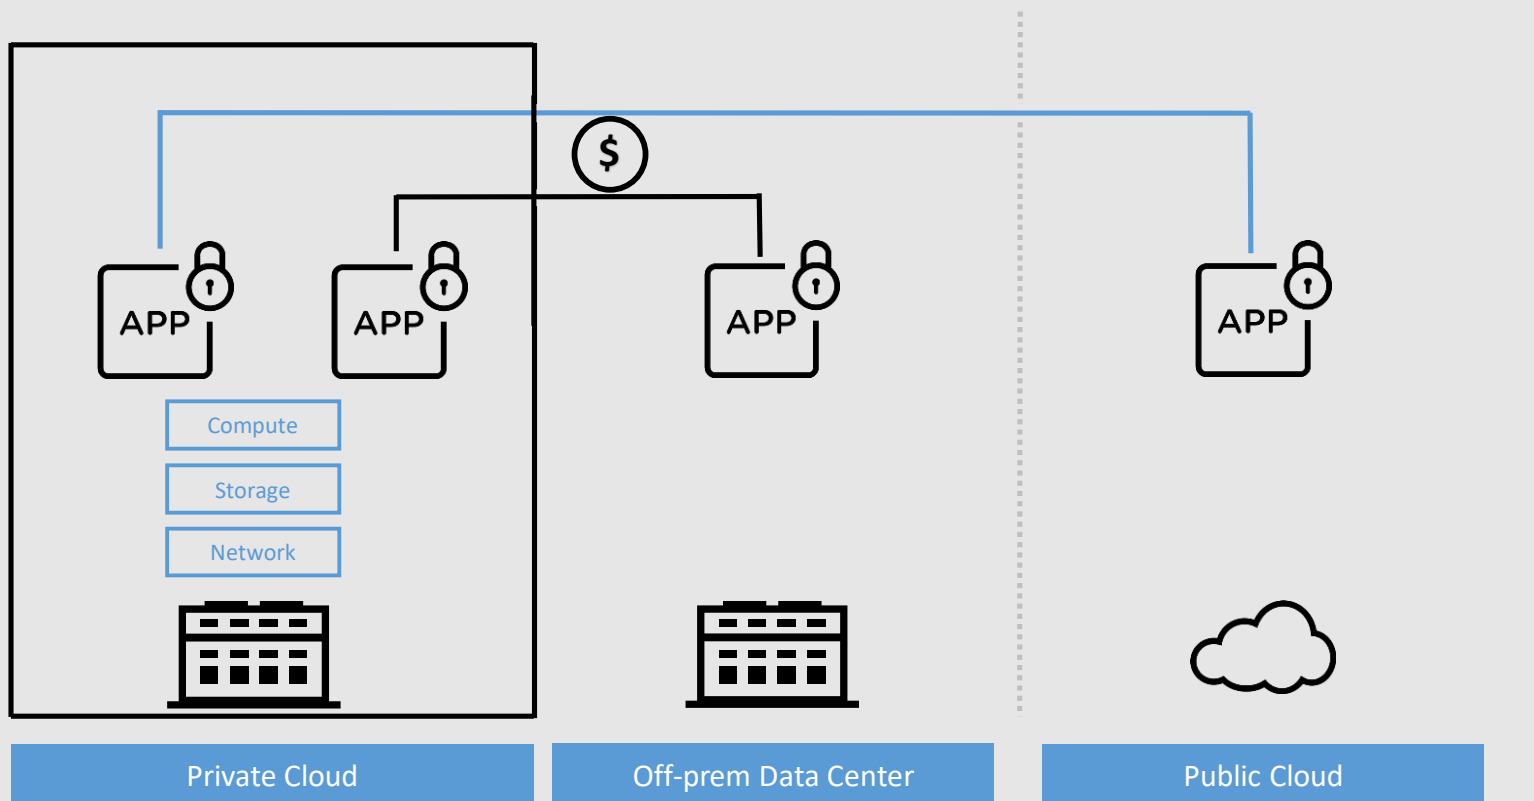 $
APP
APP
APP
APP
Compute
Storage
Network
Private Cloud
Off-prem Data Center
Public Cloud